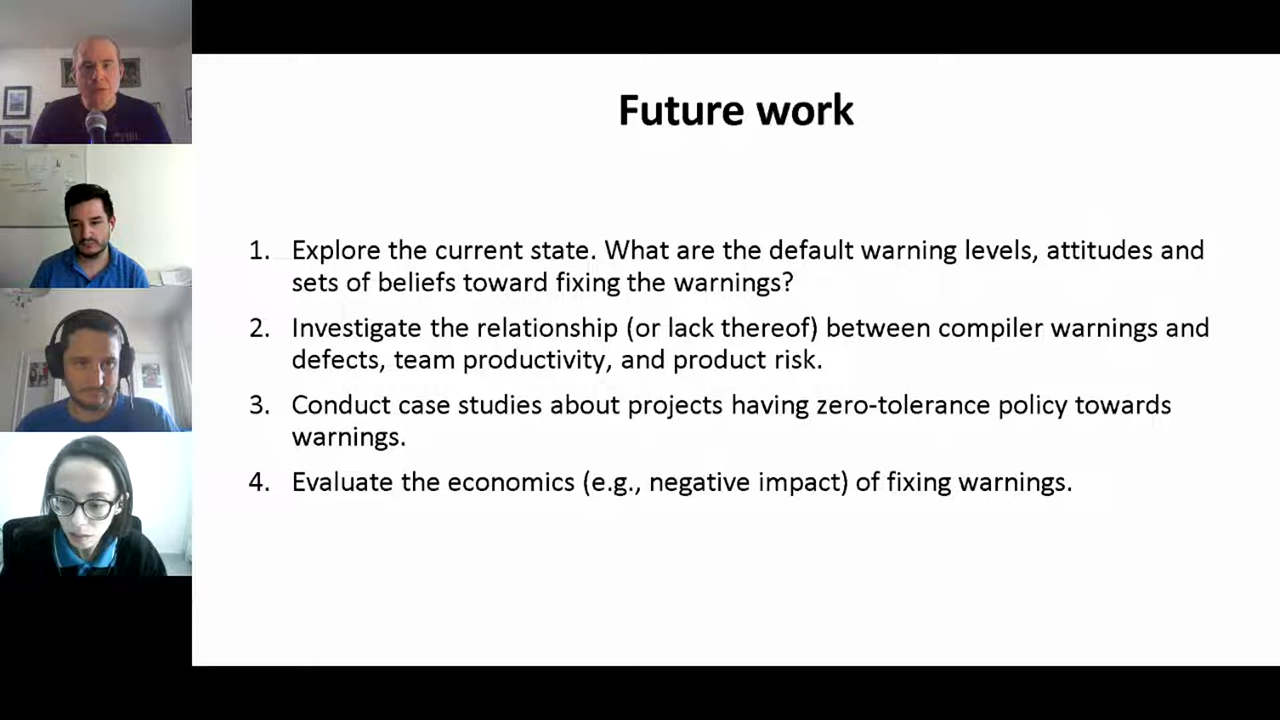 Future work
1. Explore the current state. What are the default warning levels, attitudes and
sets of beliefs toward fixing the warnings?
2. Investigate the relationship (or lack thereof) between compiler warnings and
defects, team productivity, and product risk.
3. Conduct case studies about projects having zero-tolerance policy towards
warnings.
4. Evaluate the economics (e.g., negative impact) of fixing warnings.